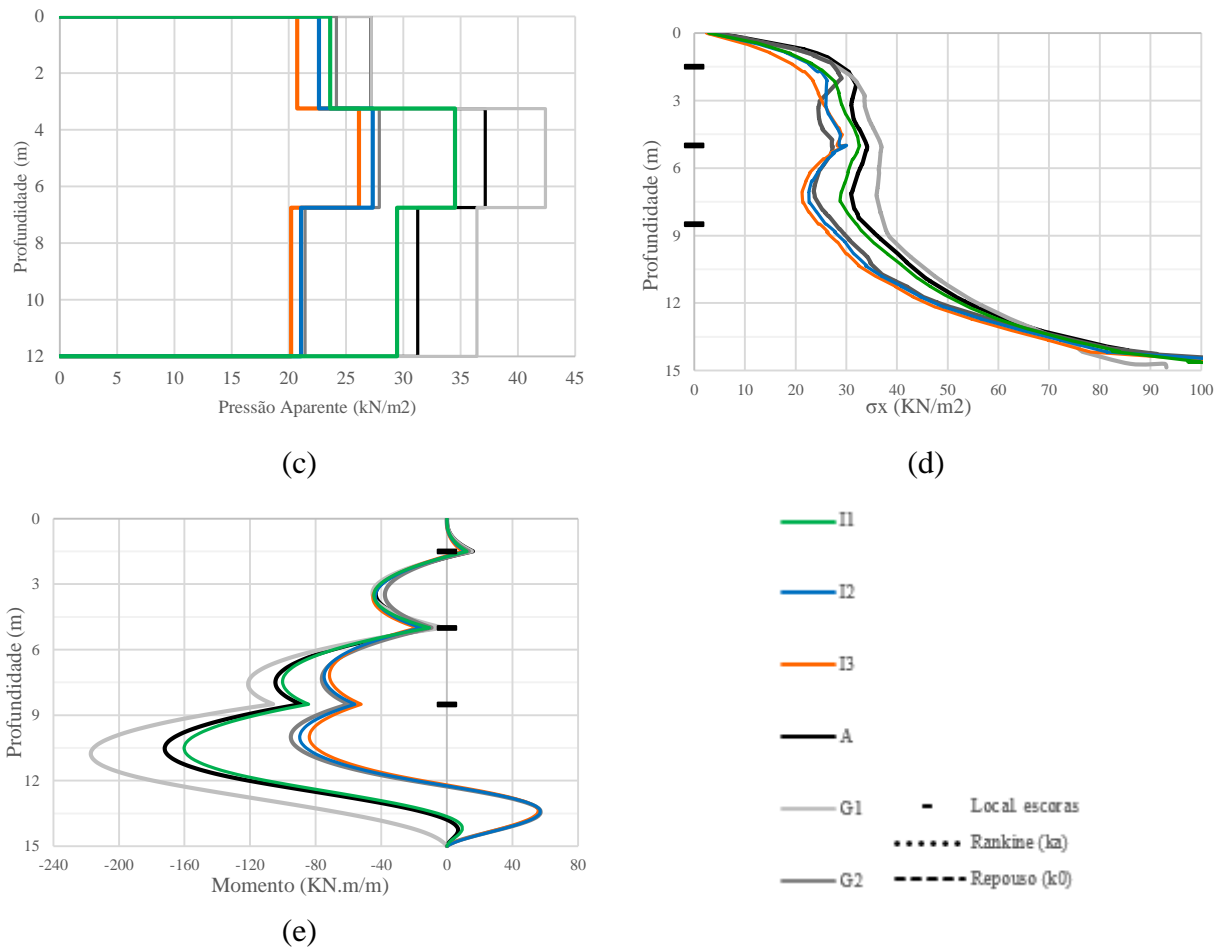 0
2
4
6
8
10
12
Profundidade (m)
0 5 10 15 20 25 30 35 40 45
Pressão Aparente (kN/m2)
(c)
0
3
6
9
12
15
Profundidade (m)
0 10 20 30 40 50 60 70 80 90 100
σx (KN/m2)
(d)
0
3
6
9
12
15
Profundidade (m)
-240 -200 -160 -120 -80 -40 0 40 80
Momento (KN.m/m)
(e)
I1
I2
I3
A
G1
G2
Local escoras
Rankine (ka)
Repouso (k0)